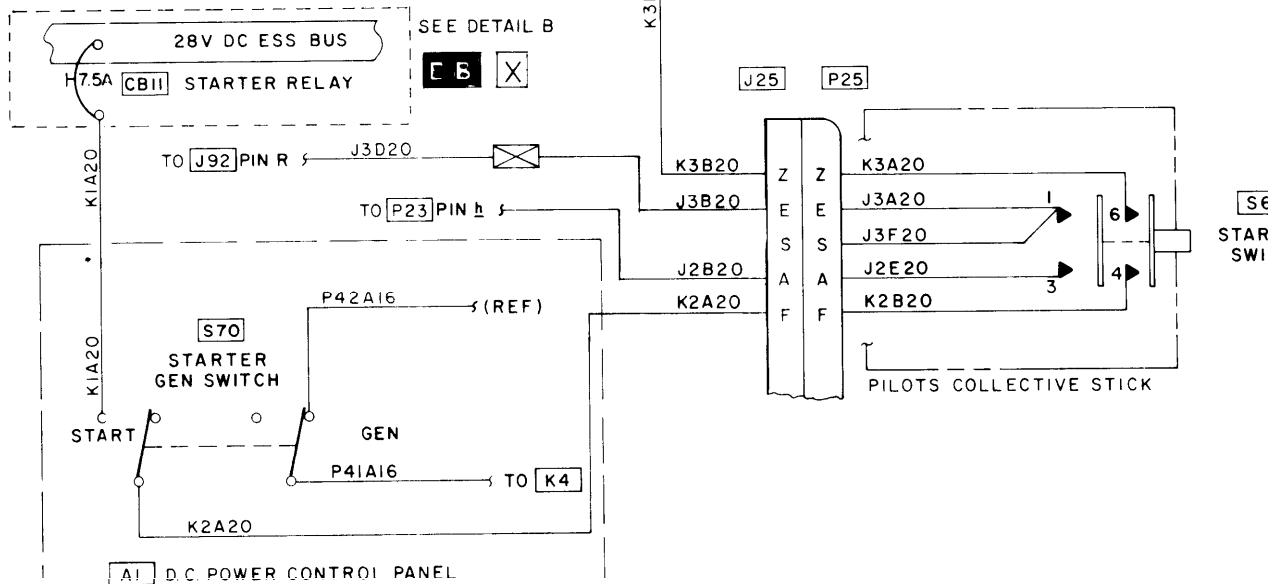 28V DC ESS BUS
SEE DETAIL B
E B X
7.5A CB11 STARTER RELAY
J25 P25
TO J92 PIN R
J3D20
K1A20
K3B20 Z Z K3A20
J3B20 E E J3A20 1 6
TO P23 PIN h
S S J3F20
J2B20 A A J2E20 3 4
K2A20 F F K2B20
P42A16 (REF)
S70
STARTER
GEN SWITCH
K1A20
PILOTS COLLECTIVE STICK
START
GEN
P41A16 TO K4
K2A20
A1 D.C. POWER CONTROL PANEL